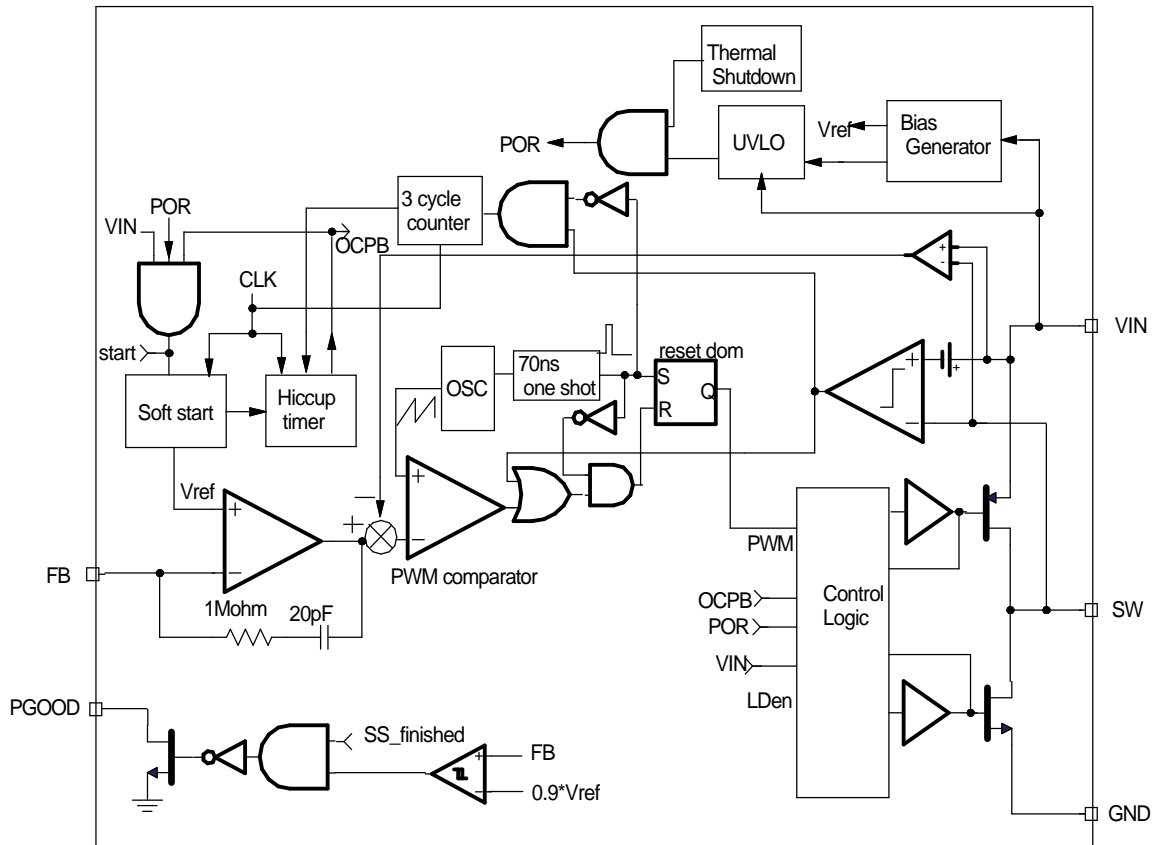 Thermal
Shutdown
POR
UVLO
Vref
Bias
Generator
3 cycle
counter
POR
VIN
OCPB
CLK
+
-
VIN
start
Soft start
Hiccup
timer
OSC
70ns
one shot
reset dom
S
Q
R
+
+
−
Vref
+
−
+
−
+
−
PWM comparator
FB
1Mohm
20pF
PWM
OCPB
POR
VIN
LDen
Control
Logic
SW
PGOOD
SS_finished
+
−
FB
0.9*Vref
GND